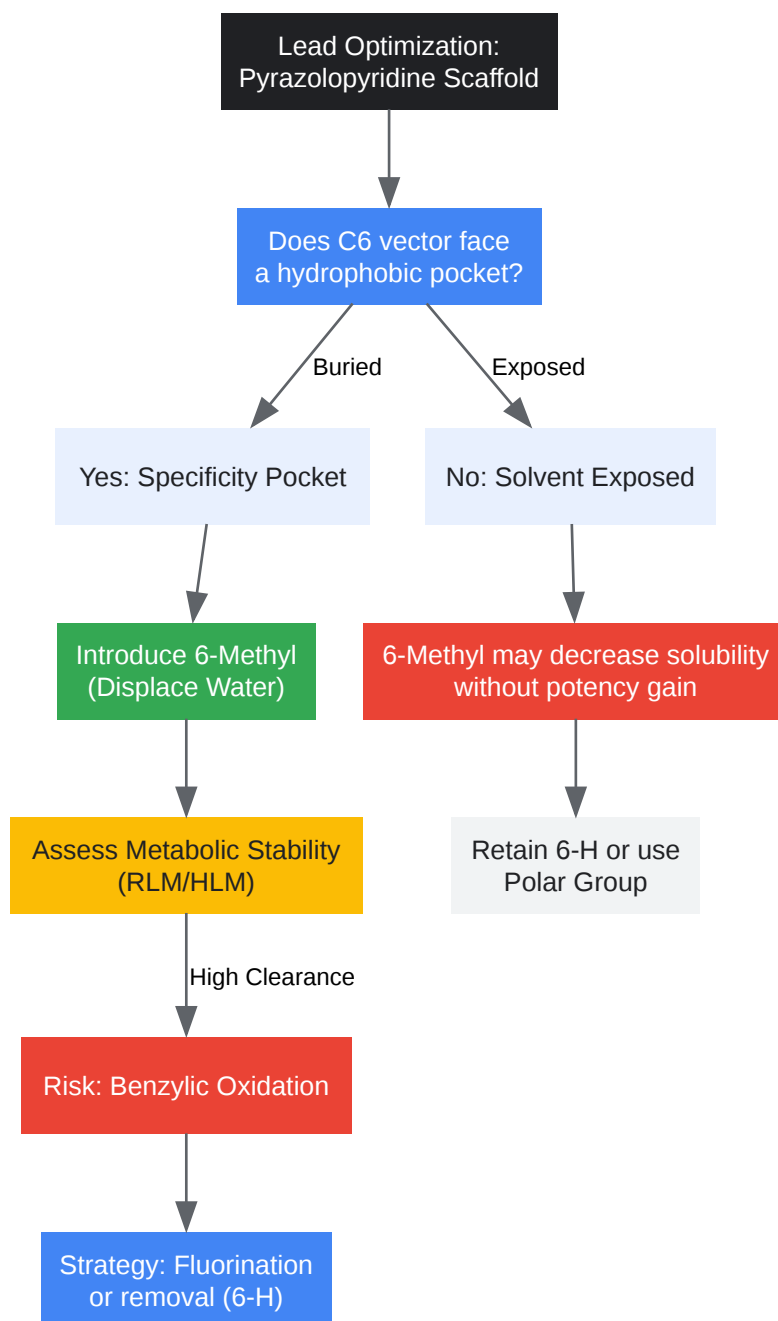 Lead Optimization:
Pyrazolopyridine Scaffold
Does C6 vector face
a hydrophobic pocket?
Buried
Exposed
Yes: Specificity Pocket
No: Solvent Exposed
Introduce 6-Methyl
(Displace Water)
6-Methyl may decrease solubility
without potency gain
Assess Metabolic Stability
(RLM/HLM)
Retain 6-H or use
Polar Group
High Clearance
Risk: Benzylic Oxidation
Strategy: Fluorination
or removal (6-H)